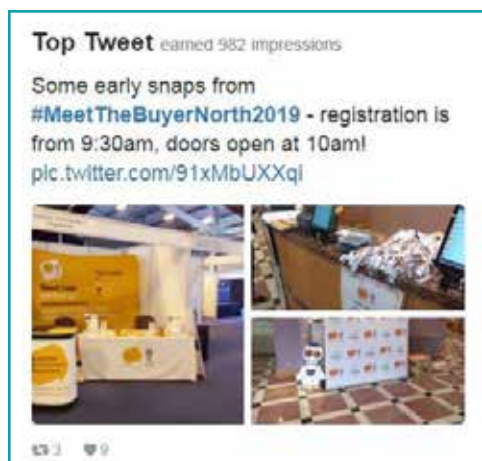 Top Tweet earned 982 impressions
Some early snaps from
#MeetTheBuyerNorth2019 - registration is
from 9:30am, doors open at 10am!
pic.twitter.com/91xMbUXXqi
3 9